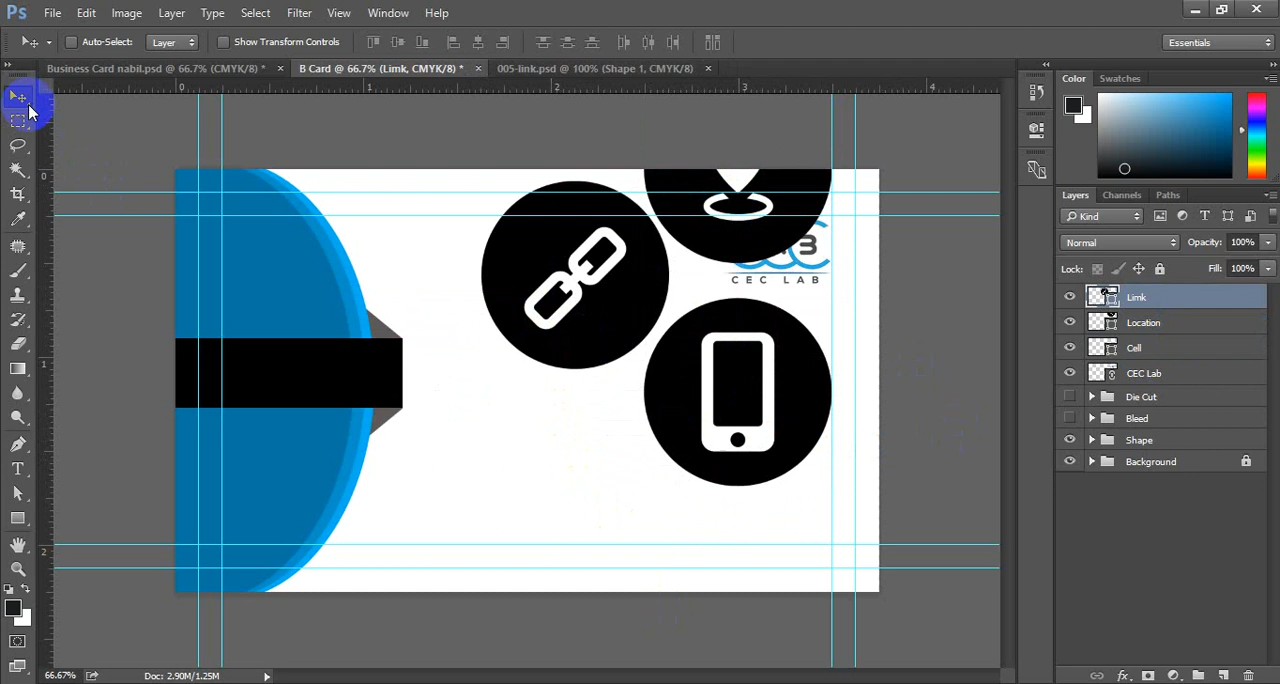 Ps File Edit Image Layer Type Select Filter View Window Help
Auto-Select: Layer Show Transform Controls Essentials
Business Card nabil.psd @ 66.7% (CMYK/8) * × B Card @ 66.7% (Limk, CMYK/8) * × 005-link.psd @ 100% (Shape 1, CMYK/8) ×
Color Swatches
0 1 2 3 4
0
1
2
CEC LAB
Layers Channels Paths
Kind
Normal Opacity: 100%
Lock: Fill: 100%
Limk
Location
Cell
CEC Lab
Die Cut
Bleed
Shape
Background
66.67% Doc: 2.90M/1.25M